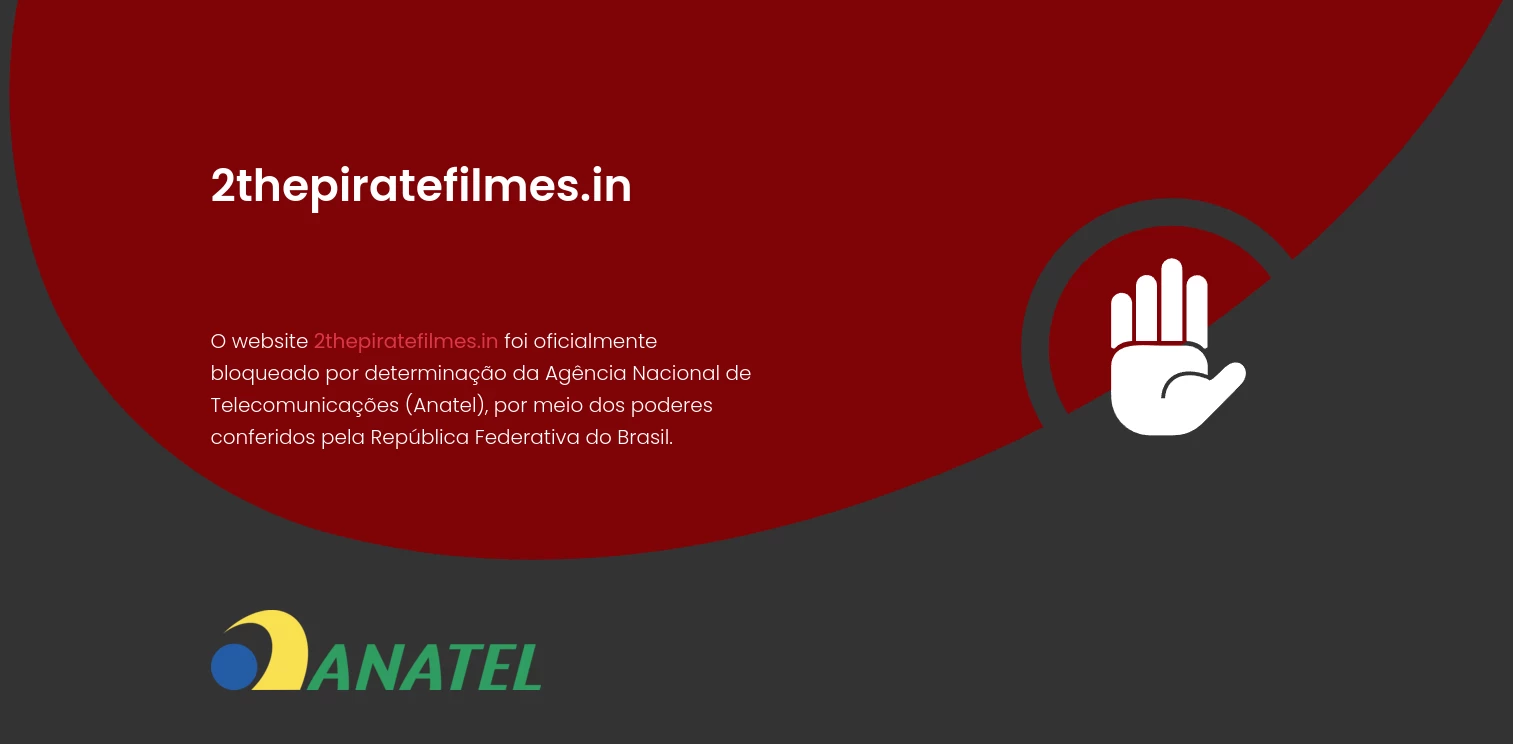 2thepiratefilmes.in
O website 2thepiratefilmes.in foi oficialmente
bloqueado por determinação da Agência Nacional de
Telecomunicações (Anatel), por meio dos poderes
conferidos pela República Federativa do Brasil.
ANATEL